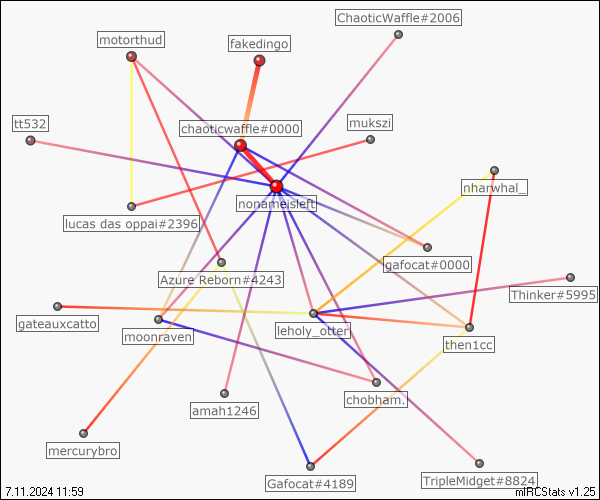 ChaoticWaffle#2006
motorthud
fakedingo
tt532
chaoticwaffle#0000
mukszi
nharwhal_
nonameisleft
lucas das oppai#2396
gafocat#0000
Azure Reborn#4243
Thinker#5995
gateauxcatto
moonraven
leholy_otter
then1cc
chobham.
amah1246
mercurybro
Gafocat#4189
TripleMidget#8824
7.11.2024 11:59
mIRCStats v1.25